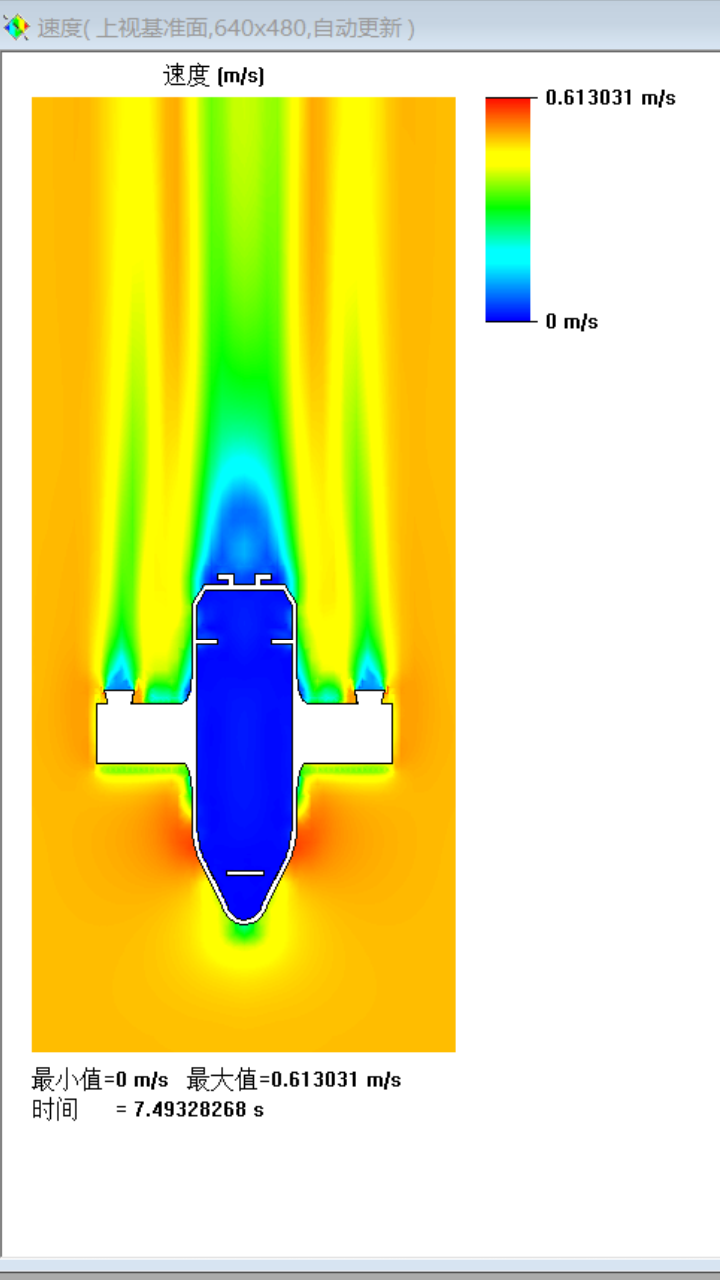 速度( 上视基准面,640x480,自动更新 )
速度 (m/s)
0.613031 m/s
0 m/s
最小值=0 m/s 最大值=0.613031 m/s
时间 = 7.49328268 s